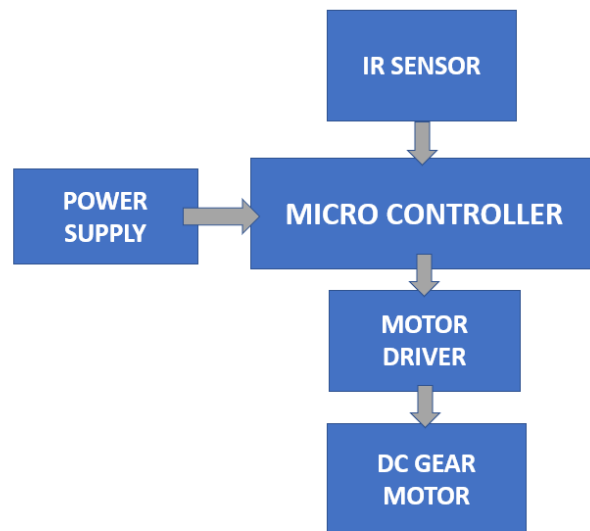 IR SENSOR
POWER
SUPPLY
MICRO CONTROLLER
MOTOR
DRIVER
DC GEAR
MOTOR